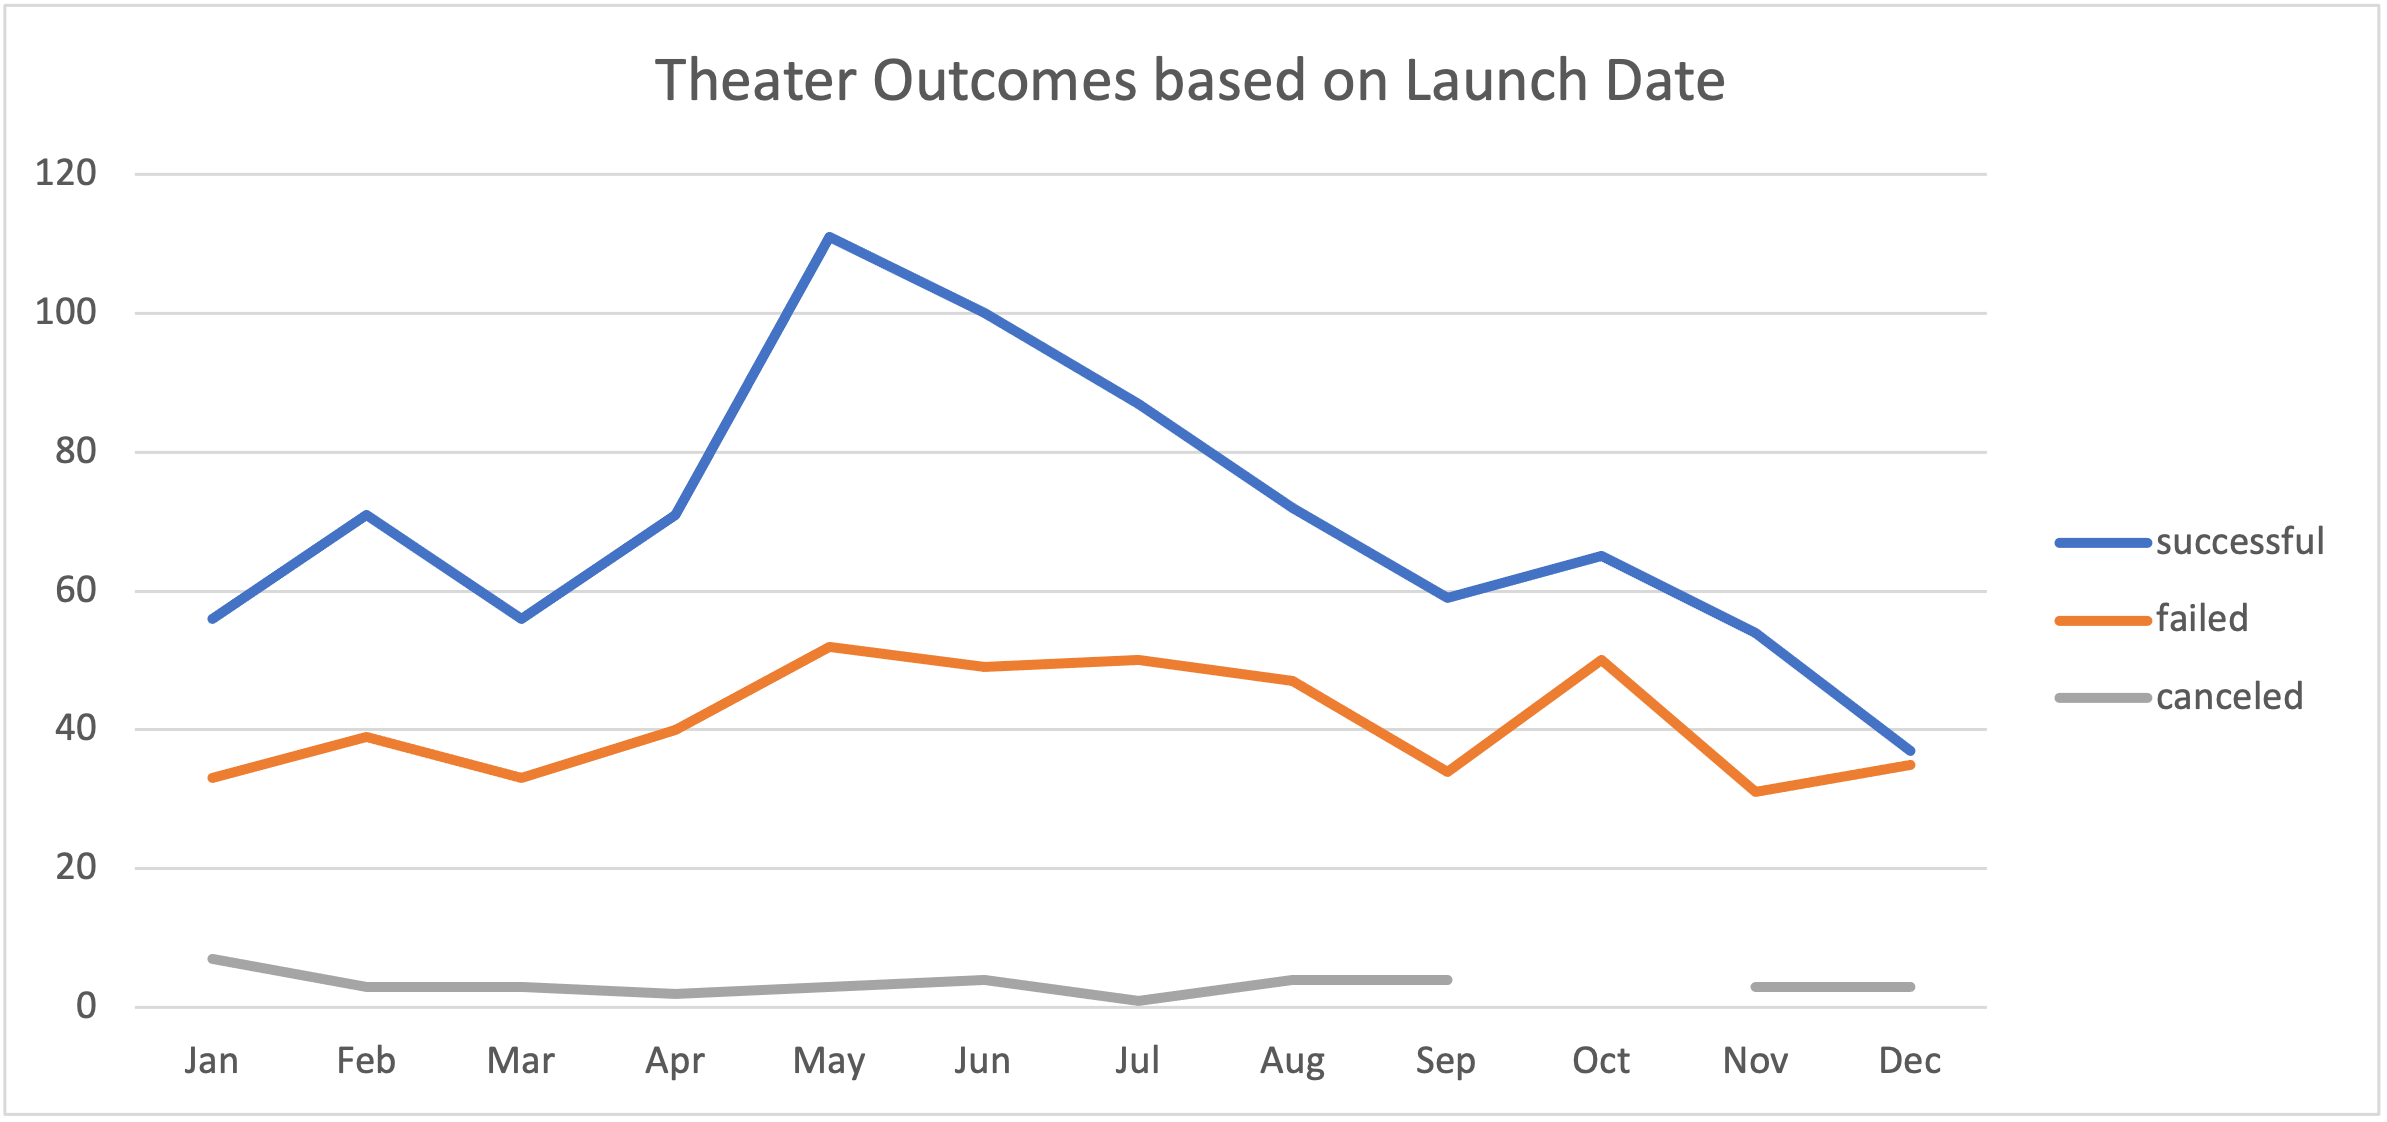 Theater Outcomes based on Launch Date
120
100
80
60
40
20
0
Jan Feb Mar Apr May Jun Jul Aug Sep Oct Nov Dec
successful
failed
canceled